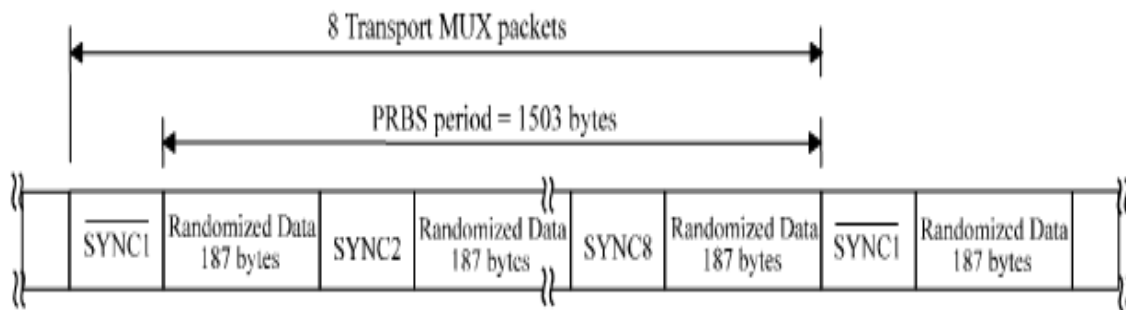 8 Transport MUX packets
PRBS period = 1503 bytes
SYNC1
Randomized Data
187 bytes
SYNC2
Randomized Data
187 bytes
SYNC8
Randomized Data
187 bytes
SYNC1
Randomized Data
187 bytes